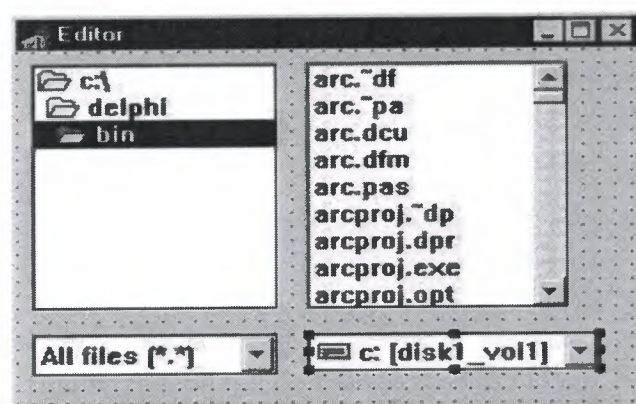 Editor
c:\
delphi
bin
arc.~df
arc.~pa
arc.dcu
arc.dfm
arc.pas
arcproj.~dp
arcproj.dpr
arcproj.exe
arcproj.opt
All files (*.*)
c: [disk1_vol1]